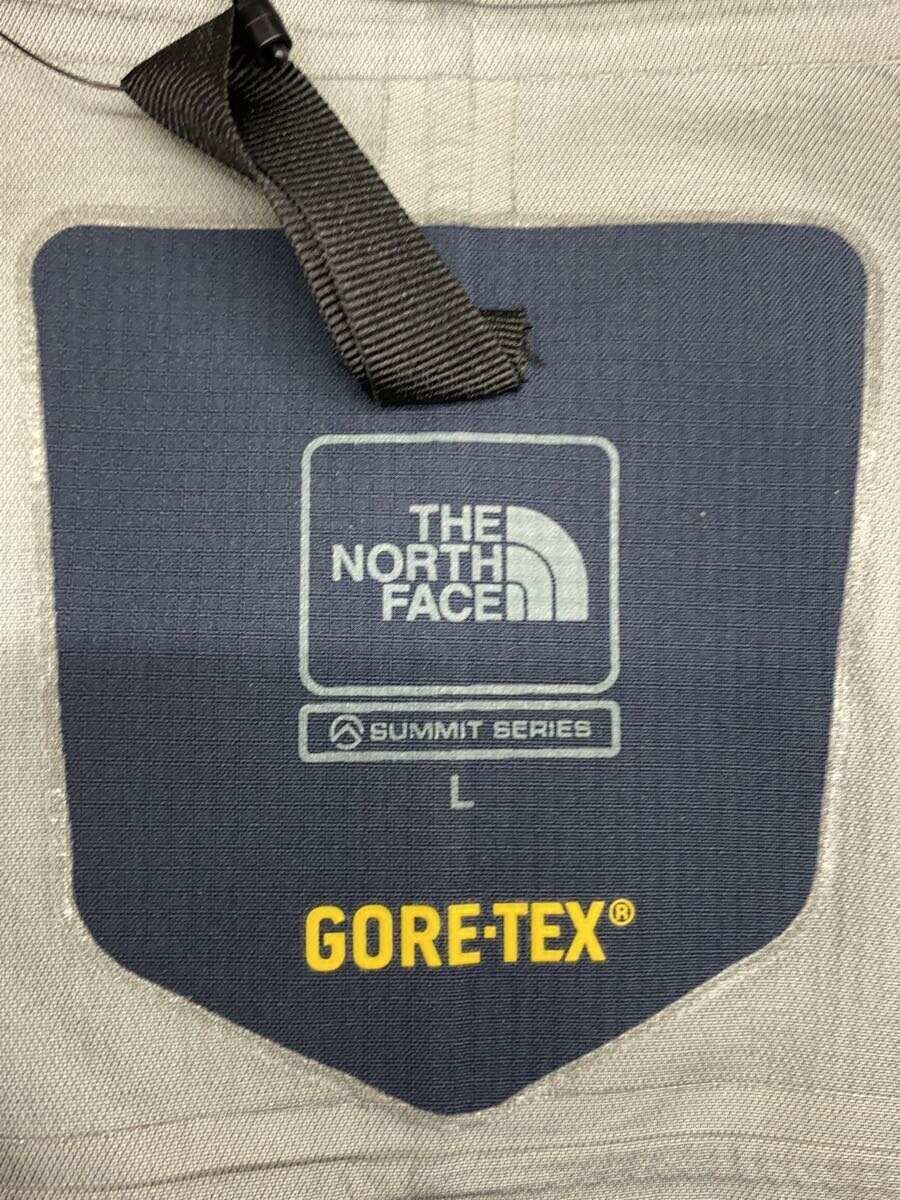 THE
NORTH
FACE
SUMMIT SERIES
L
GORE-TEX®